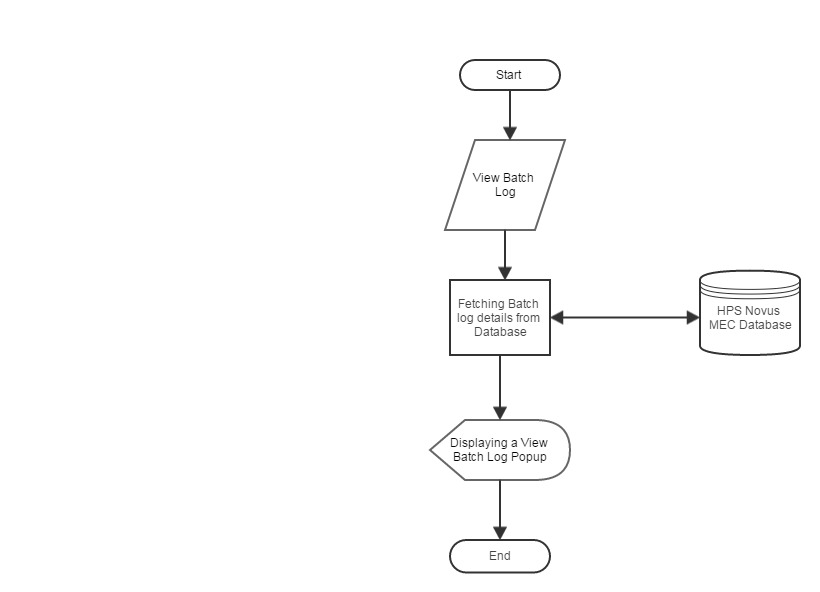 Start
View Batch
Log
Fetching Batch
log details from
Database
HPS Novus
MEC Database
Displaying a View
Batch Log Popup
End